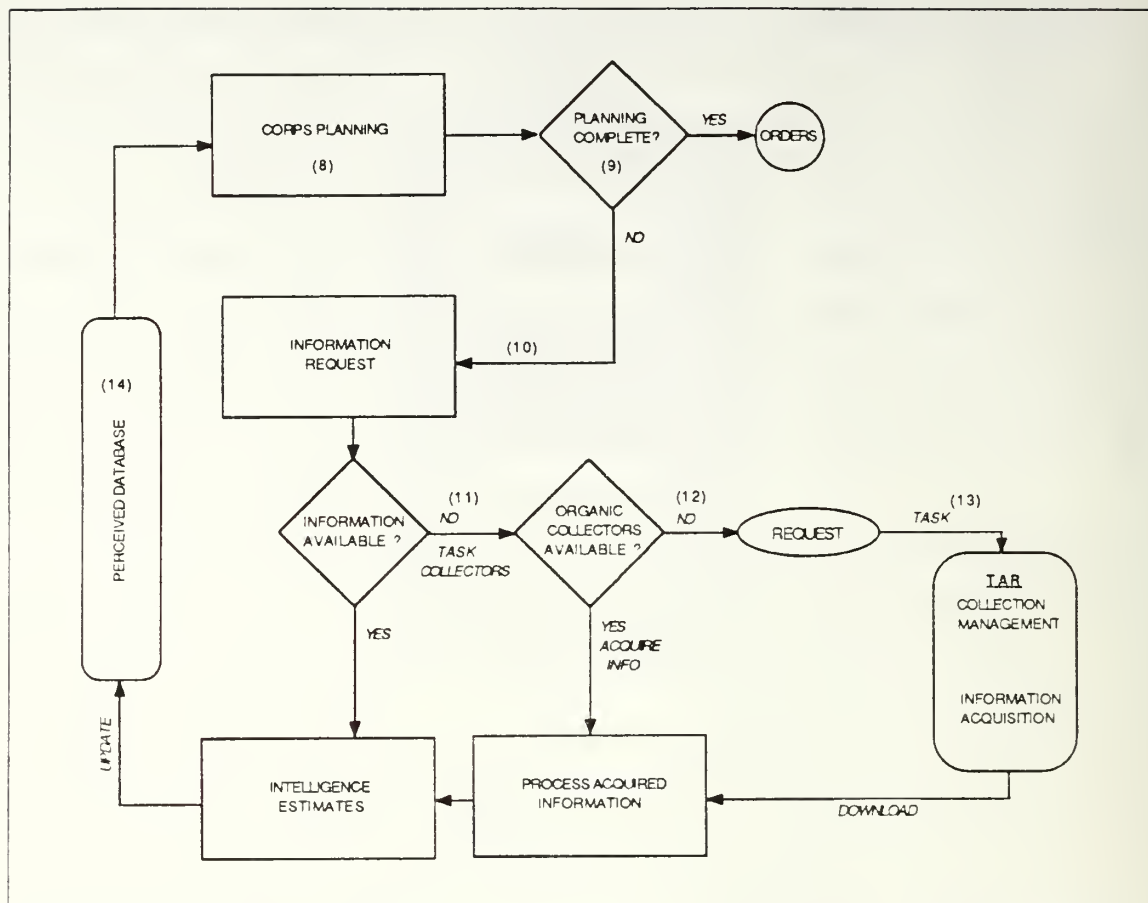 CORPS PLANNING
(8)
PLANNING
COMPLETE?
(9)
YES
ORDERS
NO
INFORMATION
REQUEST
(10)
(14)
PERCEIVED DATABASE
INFORMATION
AVAILABLE ?
(11)
NO
TASK
COLLECTORS
ORGANIC
COLLECTORS
AVAILABLE ?
(12)
NO
REQUEST
(13)
TASK
TAR
COLLECTION
MANAGEMENT
INFORMATION
ACQUISITION
YES
YES
ACQUIRE
INFO
UPDATE
INTELLIGENCE
ESTIMATES
PROCESS ACQUIRED
INFORMATION
DOWNLOAD